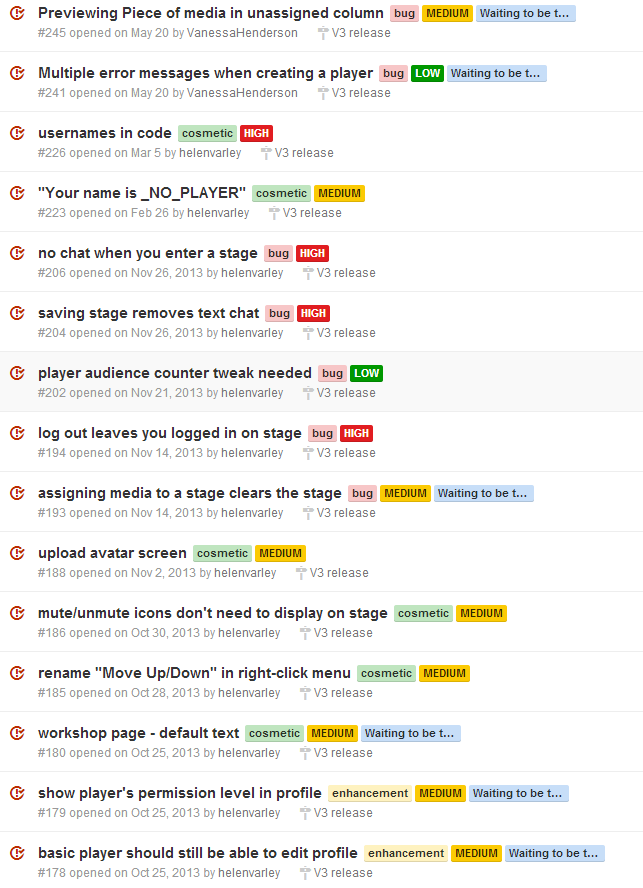 Previewing Piece of media in unassigned column bug MEDIUM Waiting to be t...
#245 opened on May 20 by VanessaHenderson V3 release
Multiple error messages when creating a player bug LOW Waiting to be t...
#241 opened on May 20 by VanessaHenderson V3 release
usernames in code cosmetic HIGH
#226 opened on Mar 5 by helenvarley V3 release
"Your name is _NO_PLAYER" cosmetic MEDIUM
#223 opened on Feb 26 by helenvarley V3 release
no chat when you enter a stage bug HIGH
#206 opened on Nov 26, 2013 by helenvarley V3 release
saving stage removes text chat bug HIGH
#204 opened on Nov 26, 2013 by helenvarley V3 release
player audience counter tweak needed bug LOW
#202 opened on Nov 21, 2013 by helenvarley V3 release
log out leaves you logged in on stage bug HIGH
#194 opened on Nov 14, 2013 by helenvarley V3 release
assigning media to a stage clears the stage bug MEDIUM Waiting to be t...
#193 opened on Nov 14, 2013 by helenvarley V3 release
upload avatar screen cosmetic MEDIUM
#188 opened on Nov 2, 2013 by helenvarley V3 release
mute/unmute icons don't need to display on stage cosmetic MEDIUM
#186 opened on Oct 30, 2013 by helenvarley V3 release
rename "Move Up/Down" in right-click menu cosmetic MEDIUM
#185 opened on Oct 28, 2013 by helenvarley V3 release
workshop page - default text cosmetic MEDIUM Waiting to be t...
#180 opened on Oct 25, 2013 by helenvarley V3 release
show player's permission level in profile enhancement MEDIUM Waiting to be t...
#179 opened on Oct 25, 2013 by helenvarley V3 release
basic player should still be able to edit profile enhancement MEDIUM Waiting to be t...
#178 opened on Oct 25, 2013 by helenvarley V3 release